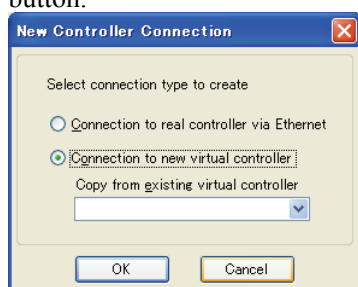 button.
New Controller Connection
Select connection type to create
Connection to real controller via Ethernet
Connection to new virtual controller
Copy from existing virtual controller
OK Cancel